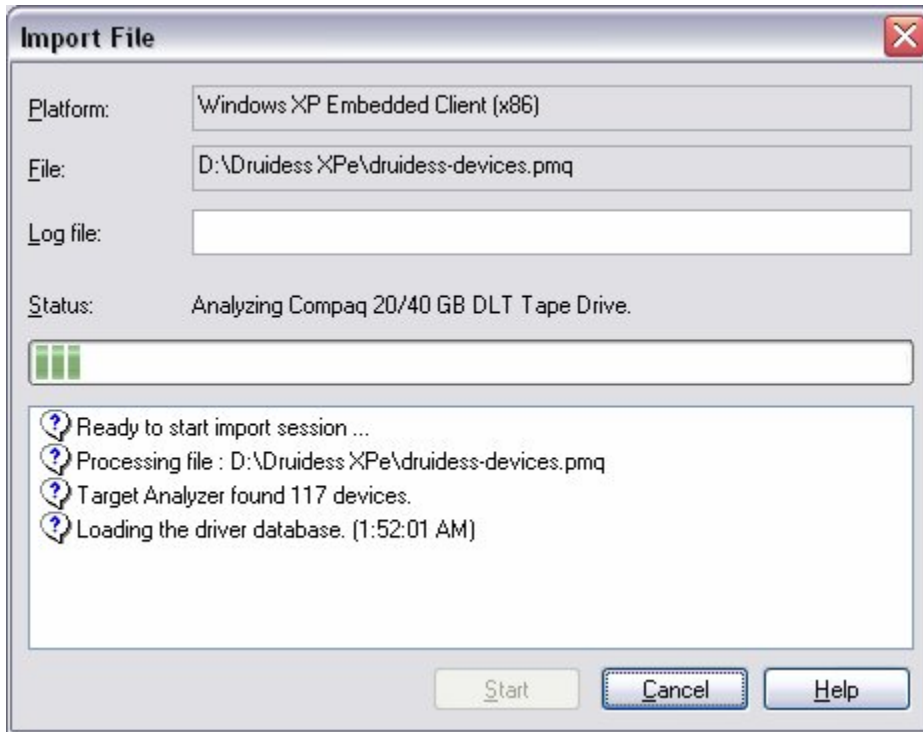 Import File
Platform: Windows XP Embedded Client (x86)
File: D:\Druidess XPe\druidess-devices.pmq
Log file:
Status: Analyzing Compaq 20/40 GB DLT Tape Drive.
Ready to start import session ...
Processing file : D:\Druidess XPe\druidess-devices.pmq
Target Analyzer found 117 devices.
Loading the driver database. (1:52:01 AM)
Start Cancel Help